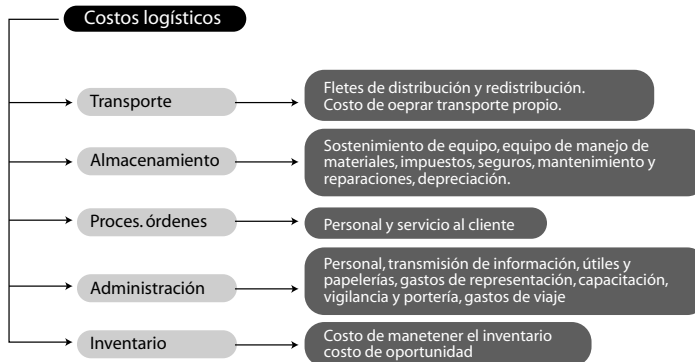 Costos logísticos
Transporte
Fletes de distribución y redistribución.
Costo de oeprar transporte propio.
Almacenamiento
Sostenimiento de equipo, equipo de manejo de
materiales, impuestos, seguros, mantenimiento y
reparaciones, depreciación.
Proces. órdenes
Personal y servicio al cliente
Administración
Personal, transmisión de información, útiles y
papelerías, gastos de representación, capacitación,
vigilancia y portería, gastos de viaje
Inventario
Costo de manetener el inventario
costo de oportunidad